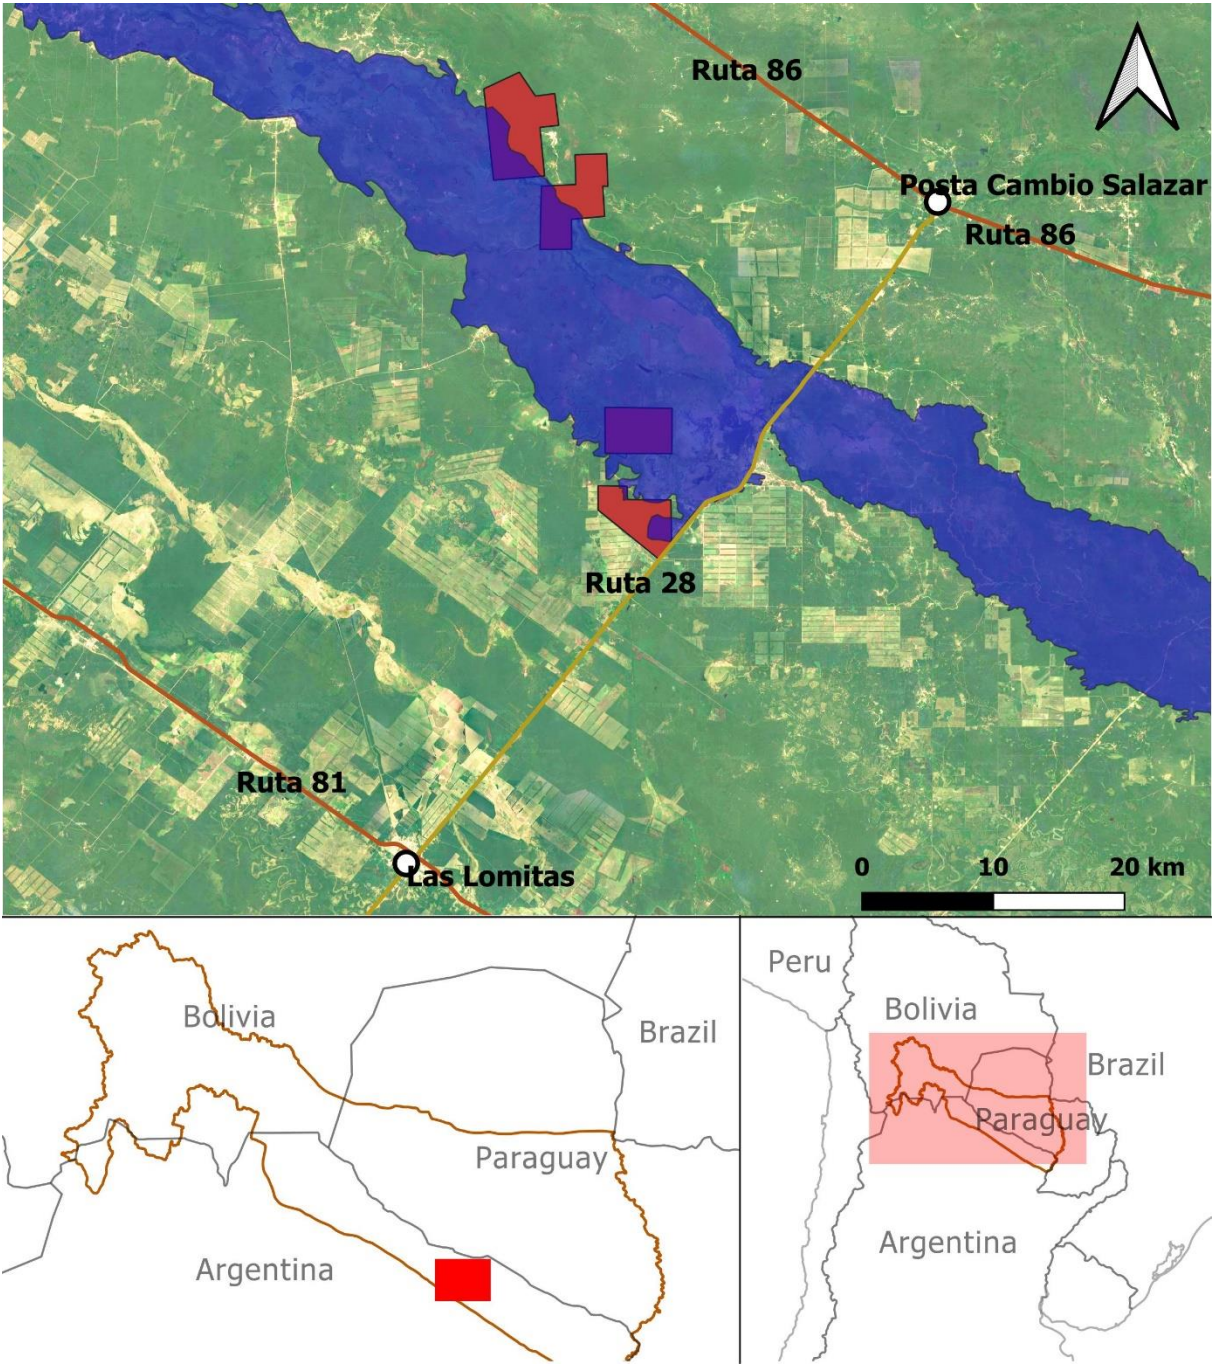 Ruta 86
Posta Cambio Salazar
Ruta 86
Ruta 28
Ruta 81
Las Lomitas
0 10 20 km
Bolivia
Brazil
Paraguay
Argentina
Peru
Bolivia
Brazil
Paraguay
Argentina